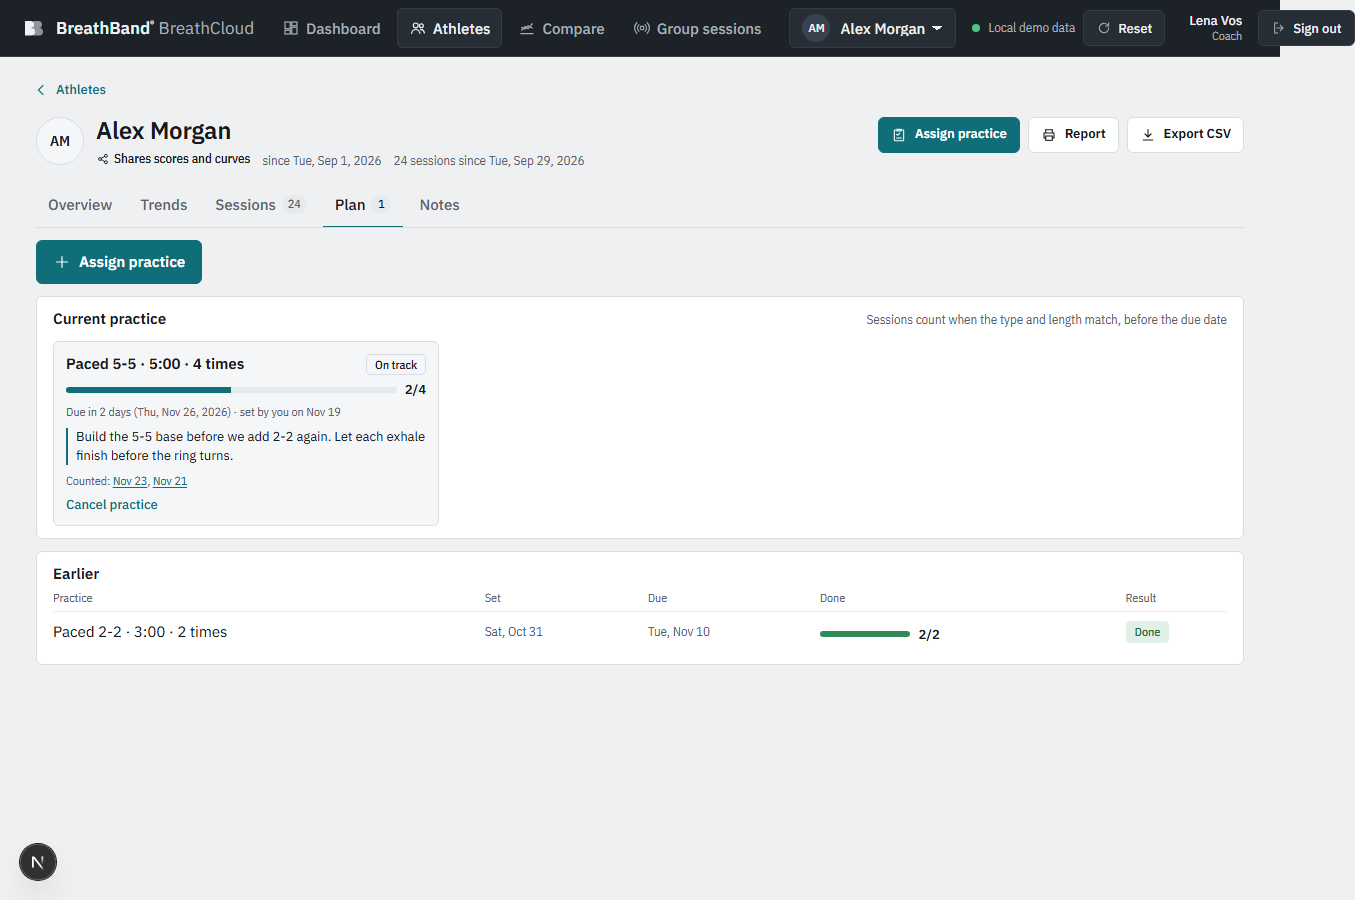 BreathBand® BreathCloud
Dashboard
Athletes
Compare
Group sessions
AM Alex Morgan
Local demo data
Reset
Lena Vos
Coach
Sign out
Athletes
AM
Alex Morgan
Shares scores and curves since Tue, Sep 1, 2026 24 sessions since Tue, Sep 29, 2026
Assign practice
Report
Export CSV
Overview
Trends
Sessions 24
Plan 1
Notes
Assign practice
Current practice
Sessions count when the type and length match, before the due date
Paced 5-5 · 5:00 · 4 times
On track
2/4
Due in 2 days (Thu, Nov 26, 2026) · set by you on Nov 19
Build the 5-5 base before we add 2-2 again. Let each exhale
finish before the ring turns.
Counted: Nov 23, Nov 21
Cancel practice
Earlier
Practice Set Due Done Result
Paced 2-2 · 3:00 · 2 times Sat, Oct 31 Tue, Nov 10 2/2 Done
N